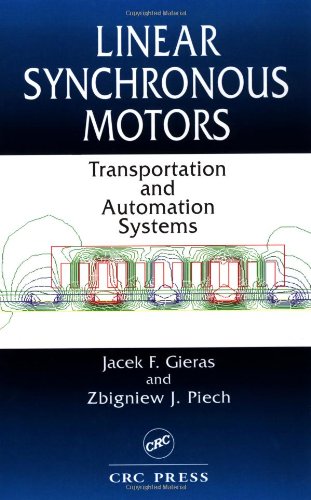 LINEAR
SYNCHRONOUS
MOTORS
Transportation
and
Automation
Systems
Jacek F. Gieras
and
Zbigniew J. Piech
CRC
CRC PRESS